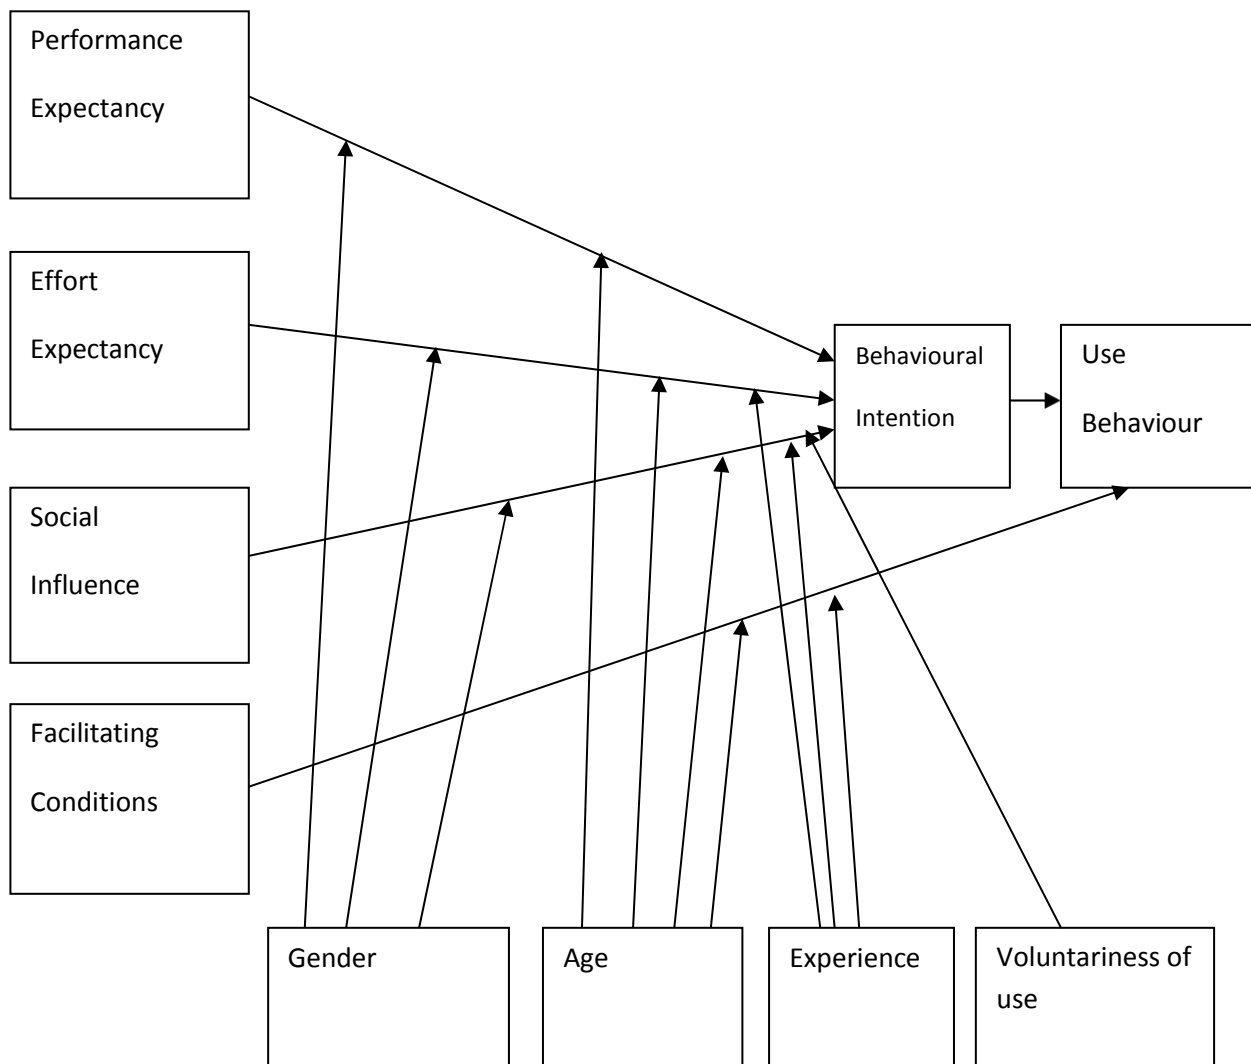 Performance
Expectancy
Effort
Expectancy
Behavioural
Intention
Use
Behaviour
Social
Influence
Facilitating
Conditions
Gender
Age
Experience
Voluntariness of
use